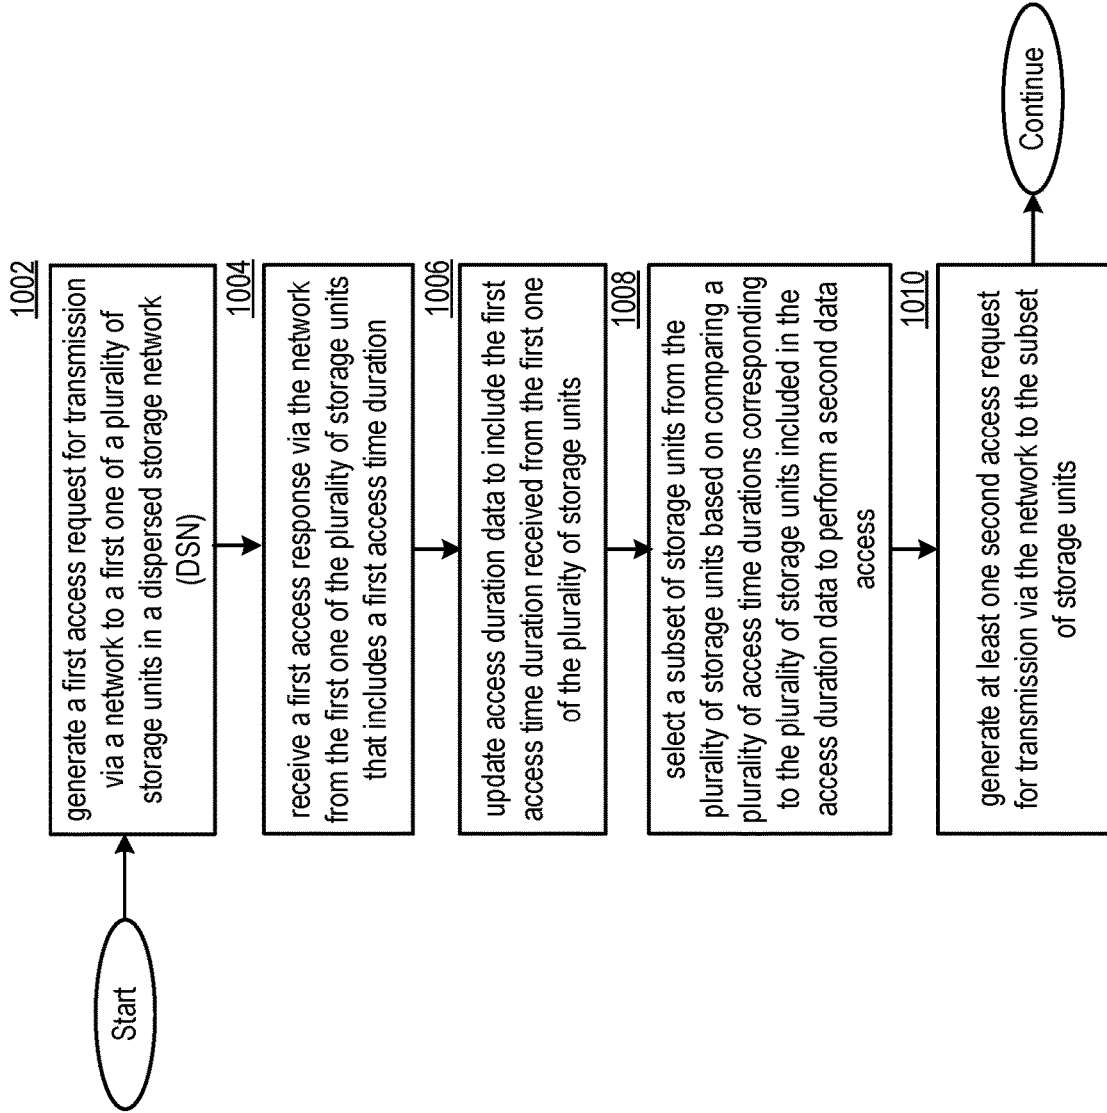 Start
1002
generate a first access request for transmission
via a network to a first one of a plurality of
storage units in a dispersed storage network
(DSN)
1004
receive a first access response via the network
from the first one of the plurality of storage units
that includes a first access time duration
1006
update access duration data to include the first
access time duration received from the first one
of the plurality of storage units
1008
select a subset of storage units from the
plurality of storage units based on comparing a
plurality of access time durations corresponding
to the plurality of storage units included in the
access duration data to perform a second data
access
1010
generate at least one second access request
for transmission via the network to the subset
of storage units
Continue